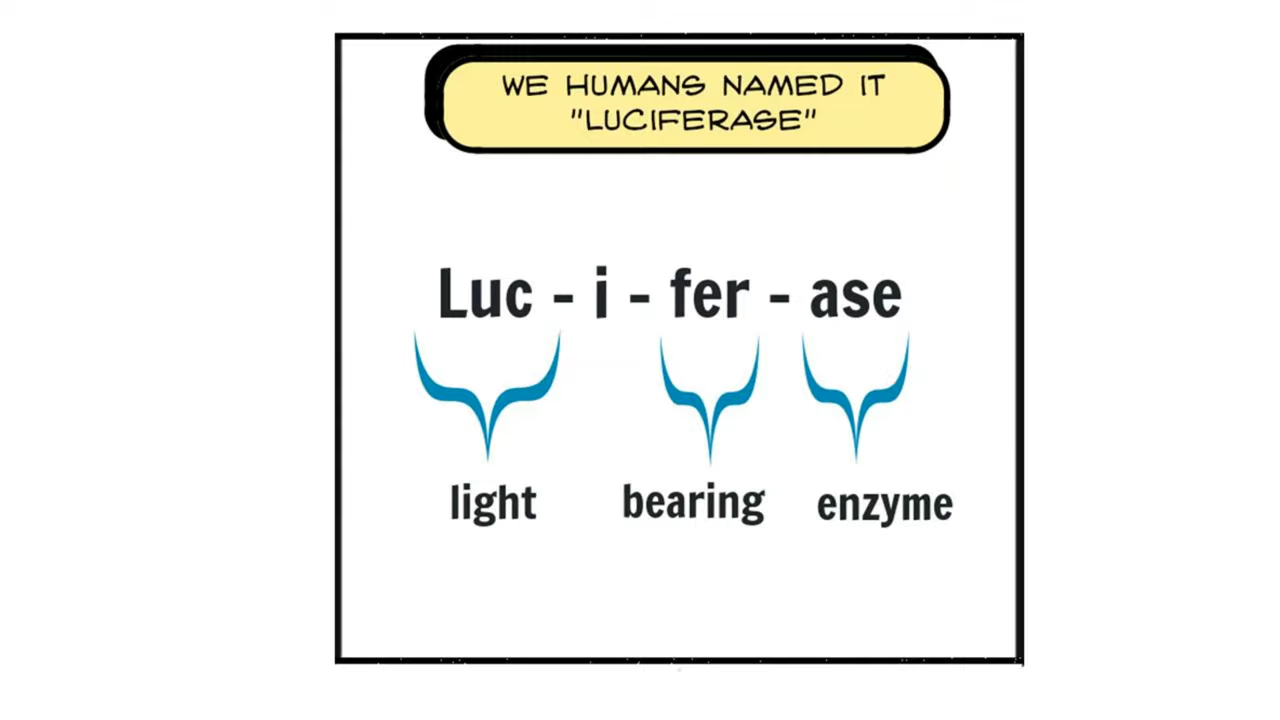 WE HUMANS NAMED IT
"LUCIFERASE"
Luc - i - fer - ase
light bearing enzyme